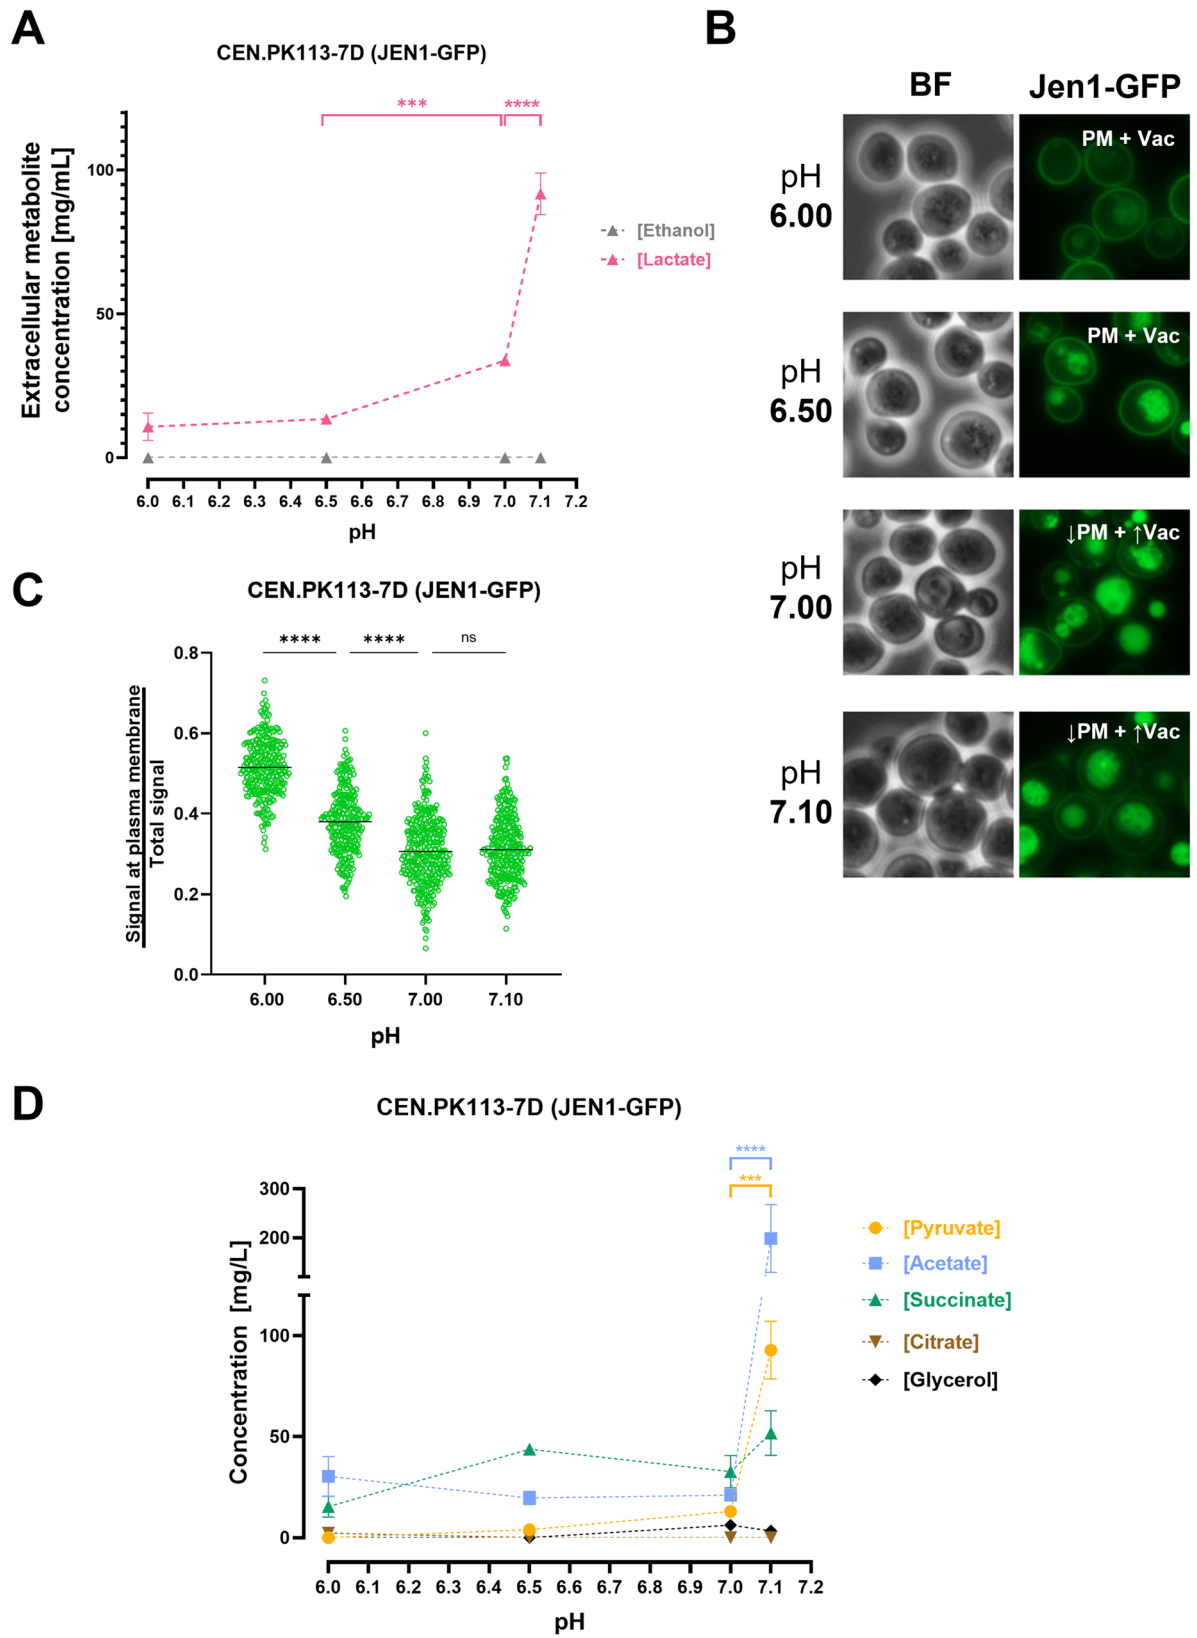 A
CEN.PK113-7D (JEN1-GFP)
*** ****
Extracellular metabolite
concentration [mg/mL]
100
50
0
6.0 6.1 6.2 6.3 6.4 6.5 6.6 6.7 6.8 6.9 7.0 7.1 7.2
pH
[Ethanol]
[Lactate]
B
BF Jen1-GFP
pH
6.00
PM + Vac
pH
6.50
PM + Vac
pH
7.00
↓PM + ↑Vac
pH
7.10
↓PM + ↑Vac
C
CEN.PK113-7D (JEN1-GFP)
**** **** ns
Signal at plasma membrane
Total signal
0.8
0.6
0.4
0.2
0.0
6.00 6.50 7.00 7.10
pH
D
CEN.PK113-7D (JEN1-GFP)
****
***
Concentration [mg/L]
300
200
100
50
0
6.0 6.1 6.2 6.3 6.4 6.5 6.6 6.7 6.8 6.9 7.0 7.1 7.2
pH
[Pyruvate]
[Acetate]
[Succinate]
[Citrate]
[Glycerol]